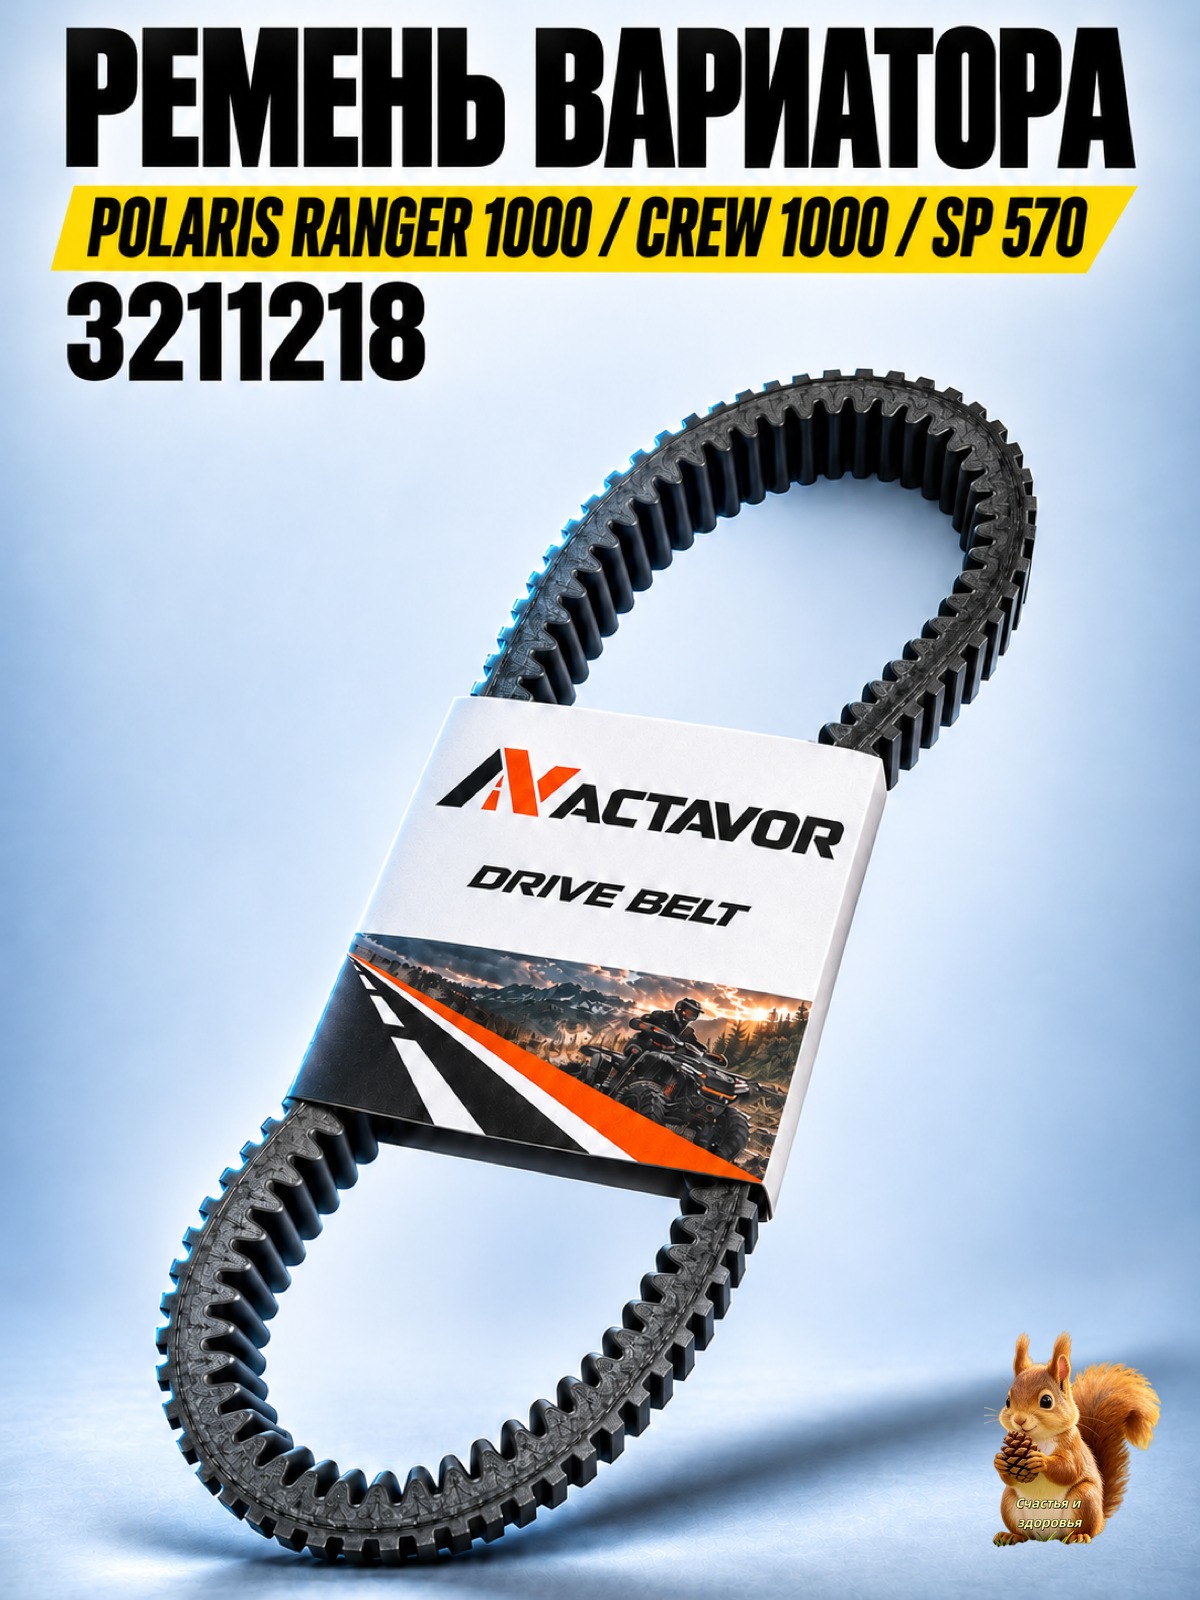 РЕМЕНЬ ВАРИАТОРА
POLARIS RANGER 1000 / CREW 1000 / SP 570
3211218
ACTAVOR
DRIVE BELT
Счастья и
здоровья